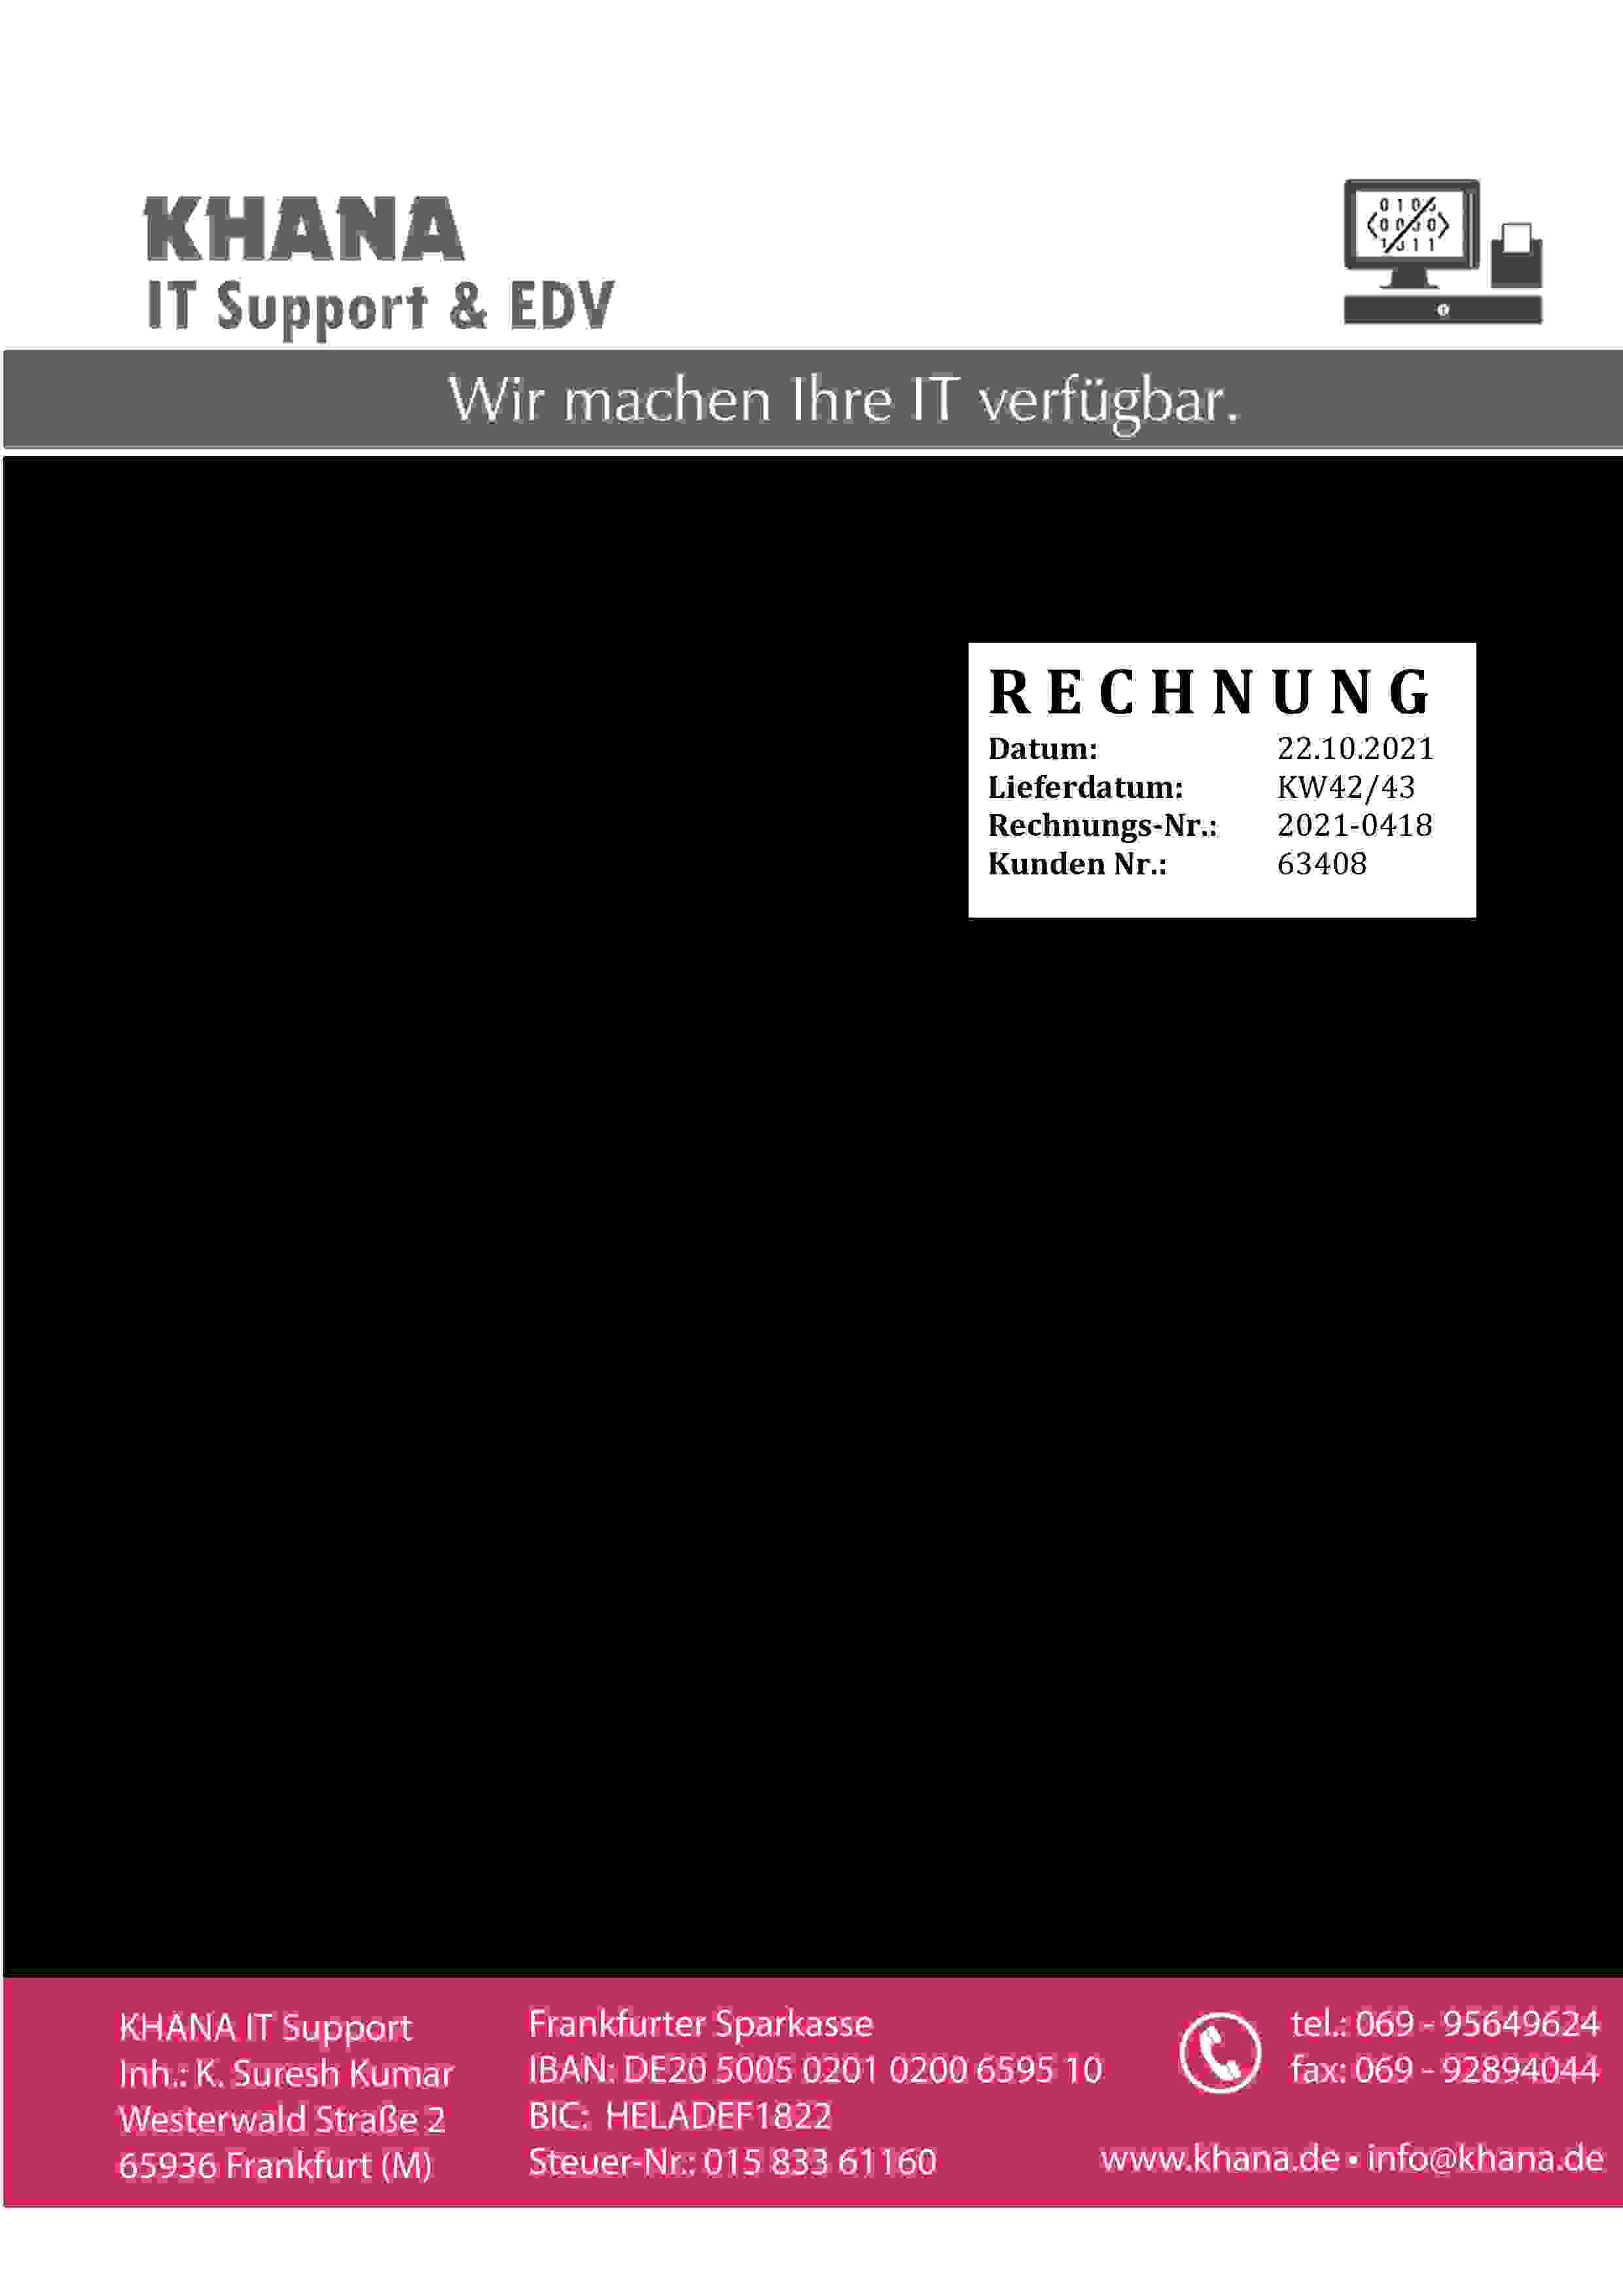 KHANA
IT Support & EDV
Wir machen Ihre IT verfügbar.
RECHNUNG
Datum: 22.10.2021
Lieferdatum: KW42/43
Rechnungs-Nr.: 2021-0418
Kunden Nr.: 63408
KHANA IT Support
Inh.: K. Suresh Kumar
Westerwald Straße 2
65936 Frankfurt (M)
Frankfurter Sparkasse
IBAN: DE20 5005 0201 0200 6595 10
BIC: HELADEF1822
Steuer-Nr.: 015 833 61160
tel.: 069 - 95649624
fax: 069 - 92894044
www.khana.de • info@khana.de